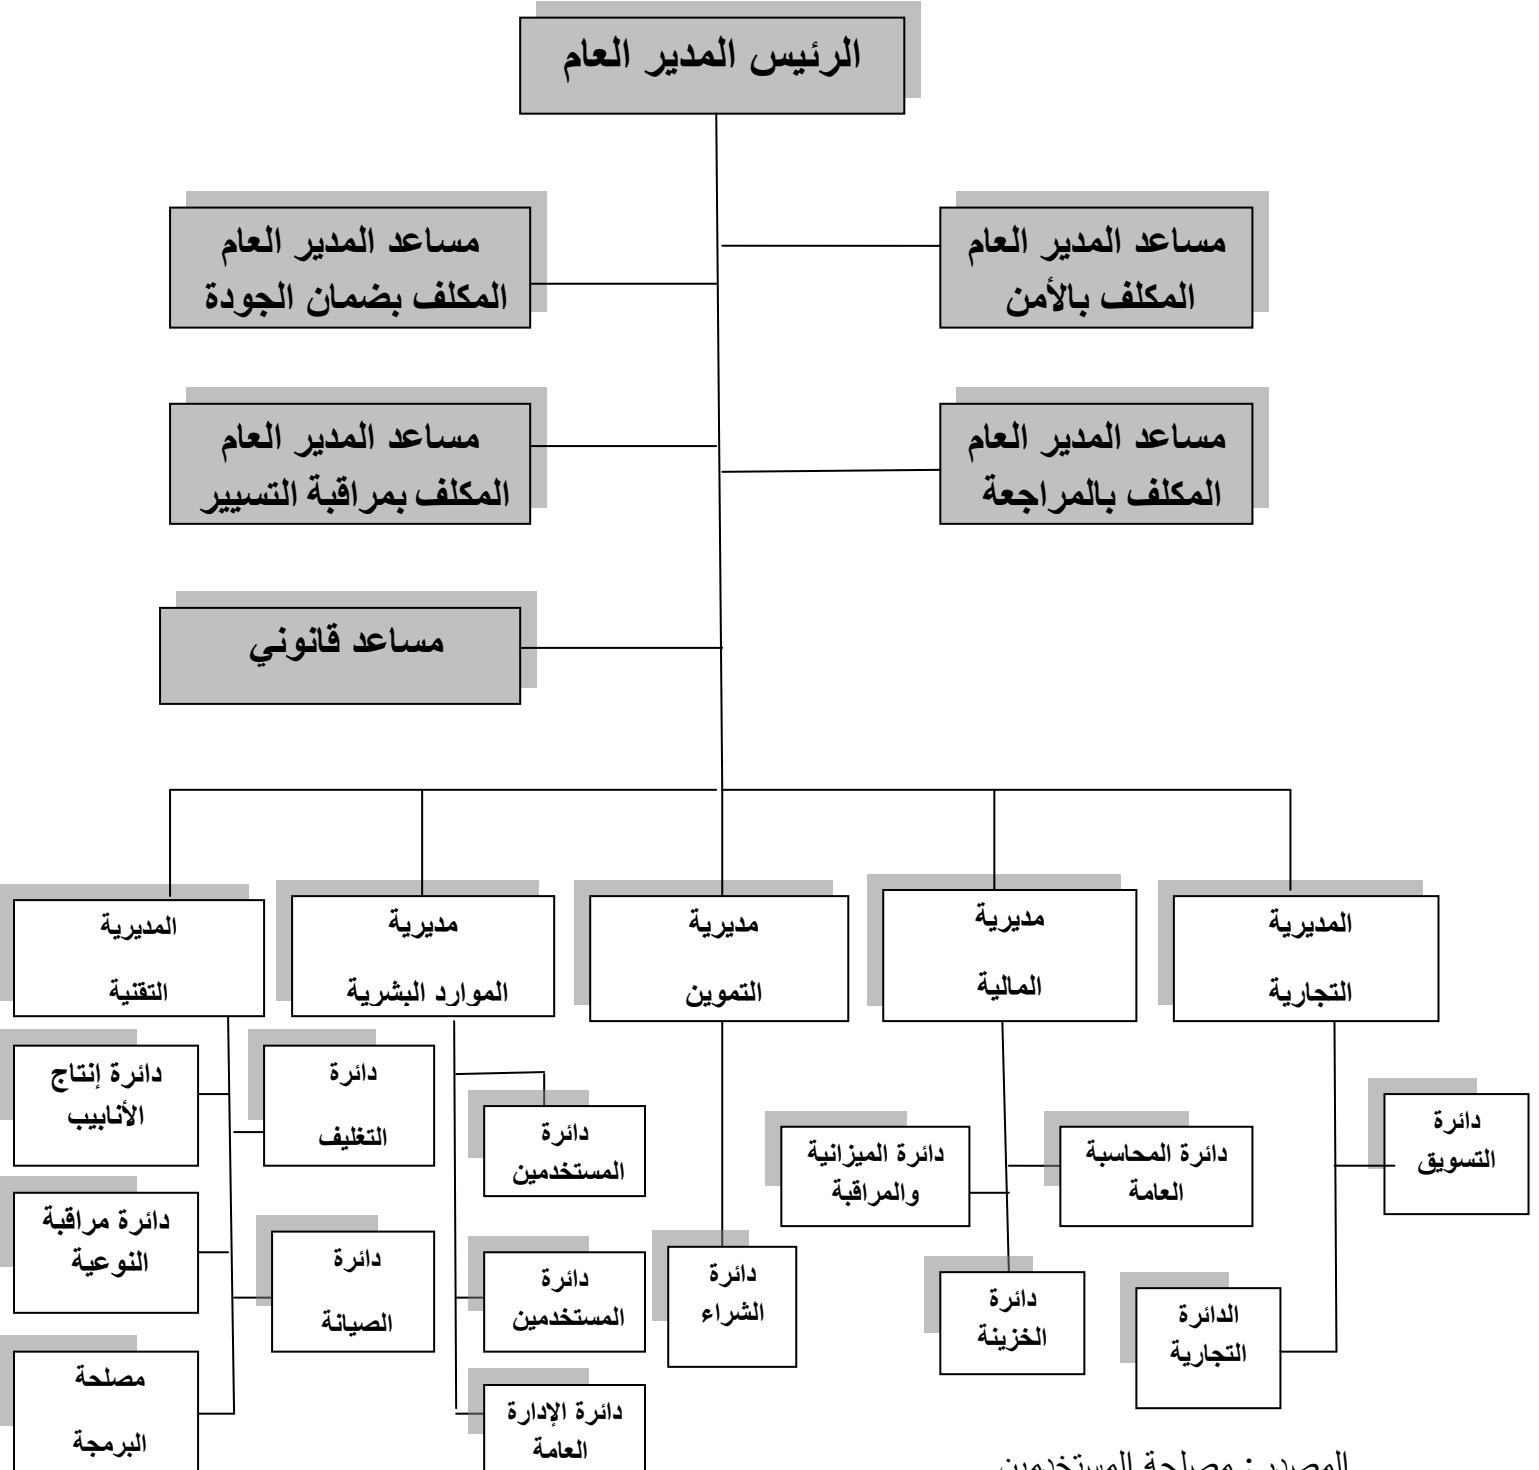 الرئيس المدير العام
مساعد المدير العام
المكلف بالأمن
مساعد المدير العام
المكلف بضمان الجودة
مساعد المدير العام
المكلف بالمراجعة
مساعد المدير العام
المكلف بمراقبة التسيير
مساعد قانوني
المديرية
التجارية
مديرية
المالية
مديرية
التموين
مديرية
الموارد البشرية
المديرية
التقنية
دائرة
التسويق
الدائرة
التجارية
دائرة المحاسبة
العامة
دائرة الميزانية
والمراقبة
دائرة
الخزينة
دائرة
الشراء
دائرة
المستخدمين
دائرة
المستخدمين
دائرة الإدارة
العامة
دائرة
التغليف
دائرة
الصيانة
دائرة إنتاج
الأنابيب
دائرة مراقبة
النوعية
مصلحة
البرمجة
المصدر : مصلحة المستخدمين